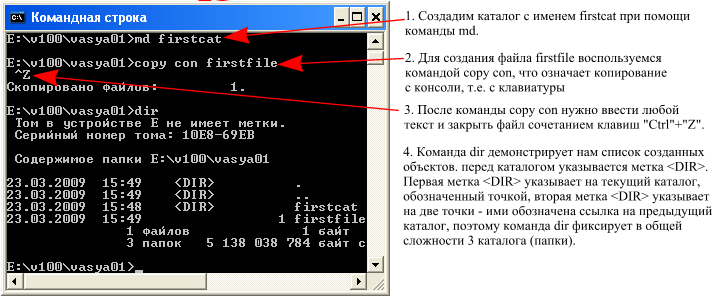 Командная строка
E:\v100\vasya01>md firstcat
E:\v100\vasya01>copy con firstfile
^Z
Скопировано файлов: 1.
E:\v100\vasya01>dir
Том в устройстве E не имеет метки.
Серийный номер тома: 10E8-69EB
Содержимое папки E:\v100\vasya01
23.03.2009 15:49 <DIR> .
23.03.2009 15:49 <DIR> ..
23.03.2009 15:48 <DIR> firstcat
23.03.2009 15:49 1 firstfile
1 файлов 1 байт
3 папок 5 138 038 784 байт с
E:\v100\vasya01>_
1. Создадим каталог с именем firstcat при помощи
команды md.
2. Для создания файла firstfile воспользуемся
командой copy con, что означает копирование
с консоли, т.е. с клавиатуры
3. После команды copy con нужно ввести любой
текст и закрыть файл сочетанием клавиш "Ctrl"+"Z".
4. Команда dir демонстрирует нам список созданных
объектов. перед каталогом указывается метка <DIR>.
Первая метка <DIR> указывает на текущий каталог,
обозначенный точкой, вторая метка <DIR> указывает
на две точки - ими обозначена ссылка на предыдущий
каталог, поэтому команда dir фиксирует в общей
сложности 3 каталога (папки).